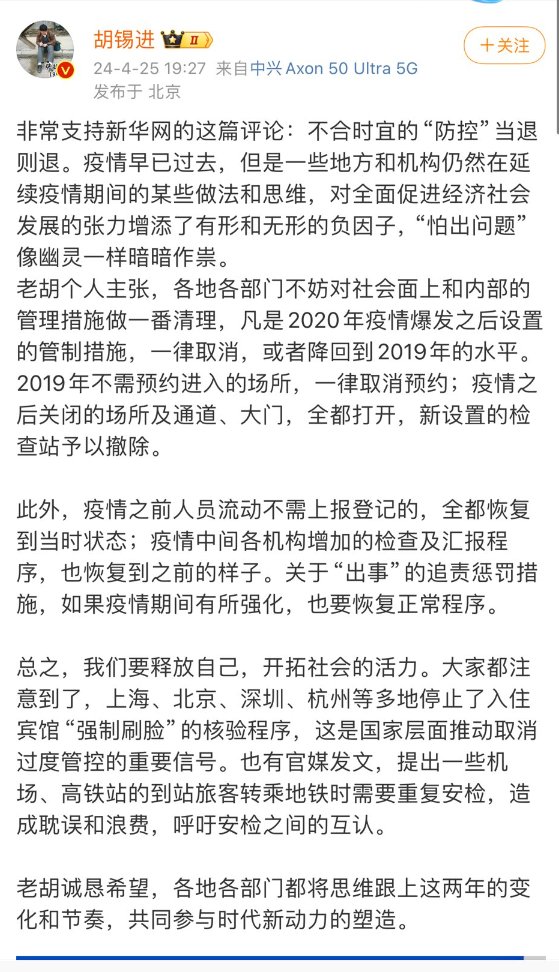 胡锡进 II
+关注
24-4-25 19:27 来自中兴Axon 50 Ultra 5G
发布于 北京
非常支持新华网的这篇评论：不合时宜的“防控”当退
则退。疫情早已过去，但是一些地方和机构仍然在延
续疫情期间的某些做法和思维，对全面促进经济社会
发展的张力增添了有形和无形的负因子，“怕出问题”
像幽灵一样暗暗作祟。
老胡个人主张，各地各部门不妨对社会面上和内部的
管理措施做一番清理，凡是2020年疫情爆发之后设置
的管制措施，一律取消，或者降回到2019年的水平。
2019年不需预约进入的场所，一律取消预约；疫情之
后关闭的场所及通道、大门，全都打开，新设置的检
查站予以撤除。
此外，疫情之前人员流动不需上报登记的，全都恢复
到当时状态；疫情中间各机构增加的检查及汇报程
序，也恢复到之前的样子。关于“出事”的追责惩罚措
施，如果疫情期间有所强化，也要恢复正常程序。
总之，我们要释放自己，开拓社会的活力。大家都注
意到了，上海、北京、深圳、杭州等多地停止了入住
宾馆“强制刷脸”的核验程序，这是国家层面推动取消
过度管控的重要信号。也有官媒发文，提出一些机
场、高铁站的到站旅客转乘地铁时需要重复安检，造
成耽误和浪费，呼吁安检之间的互认。
老胡诚恳希望，各地各部门都将思维跟上这两年的变
化和节奏，共同参与时代新动力的塑造。